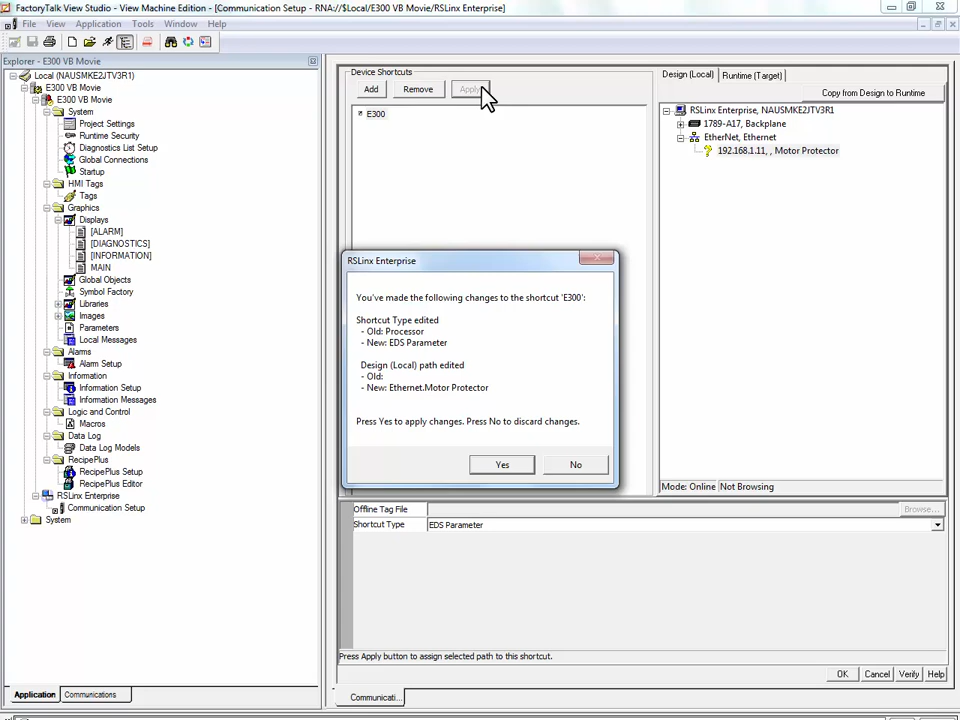 FactoryTalk View Studio - View Machine Edition - [Communication Setup - RNA://$Local/E300 VB Movie/RSLinx Enterprise]
File View Application Tools Window Help
Explorer - E300 VB Movie
Local (NAUSMKE2JTV3R1)
E300 VB Movie
E300 VB Movie
System
Project Settings
Runtime Security
Diagnostics List Setup
Global Connections
Startup
HMI Tags
Tags
Graphics
Displays
[ALARM]
[DIAGNOSTICS]
[INFORMATION]
MAIN
Global Objects
Symbol Factory
Libraries
Images
Parameters
Local Messages
Alarms
Alarm Setup
Information
Information Setup
Information Messages
Logic and Control
Macros
Data Log
Data Log Models
RecipePlus
RecipePlus Setup
RecipePlus Editor
RSLinx Enterprise
Communication Setup
System
Application Communications
Device Shortcuts
Add Remove Apply
E300
Design (Local) Runtime (Target)
Copy from Design to Runtime
RSLinx Enterprise, NAUSMKE2JTV3R1
1789-A17, Backplane
EtherNet, Ethernet
192.168.1.11, , Motor Protector
Mode: Online Not Browsing
RSLinx Enterprise
You've made the following changes to the shortcut 'E300':
Shortcut Type edited
- Old: Processor
- New: EDS Parameter
Design (Local) path edited
- Old:
- New: Ethernet.Motor Protector
Press Yes to apply changes. Press No to discard changes.
Yes No
Offline Tag File Browse...
Shortcut Type EDS Parameter
Press Apply button to assign selected path to this shortcut.
OK Cancel Verify Help
Communicati...